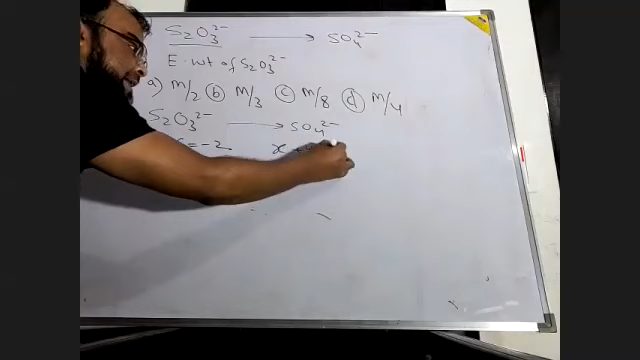 S₂O₃²⁻ ⟶ SO₄²⁻
E. wt of S₂O₃²⁻
a) M/2 (b) M/3 (c) M/8 (d) M/4
S₂O₃²⁻ ⟶ SO₄²⁻
= -2 x